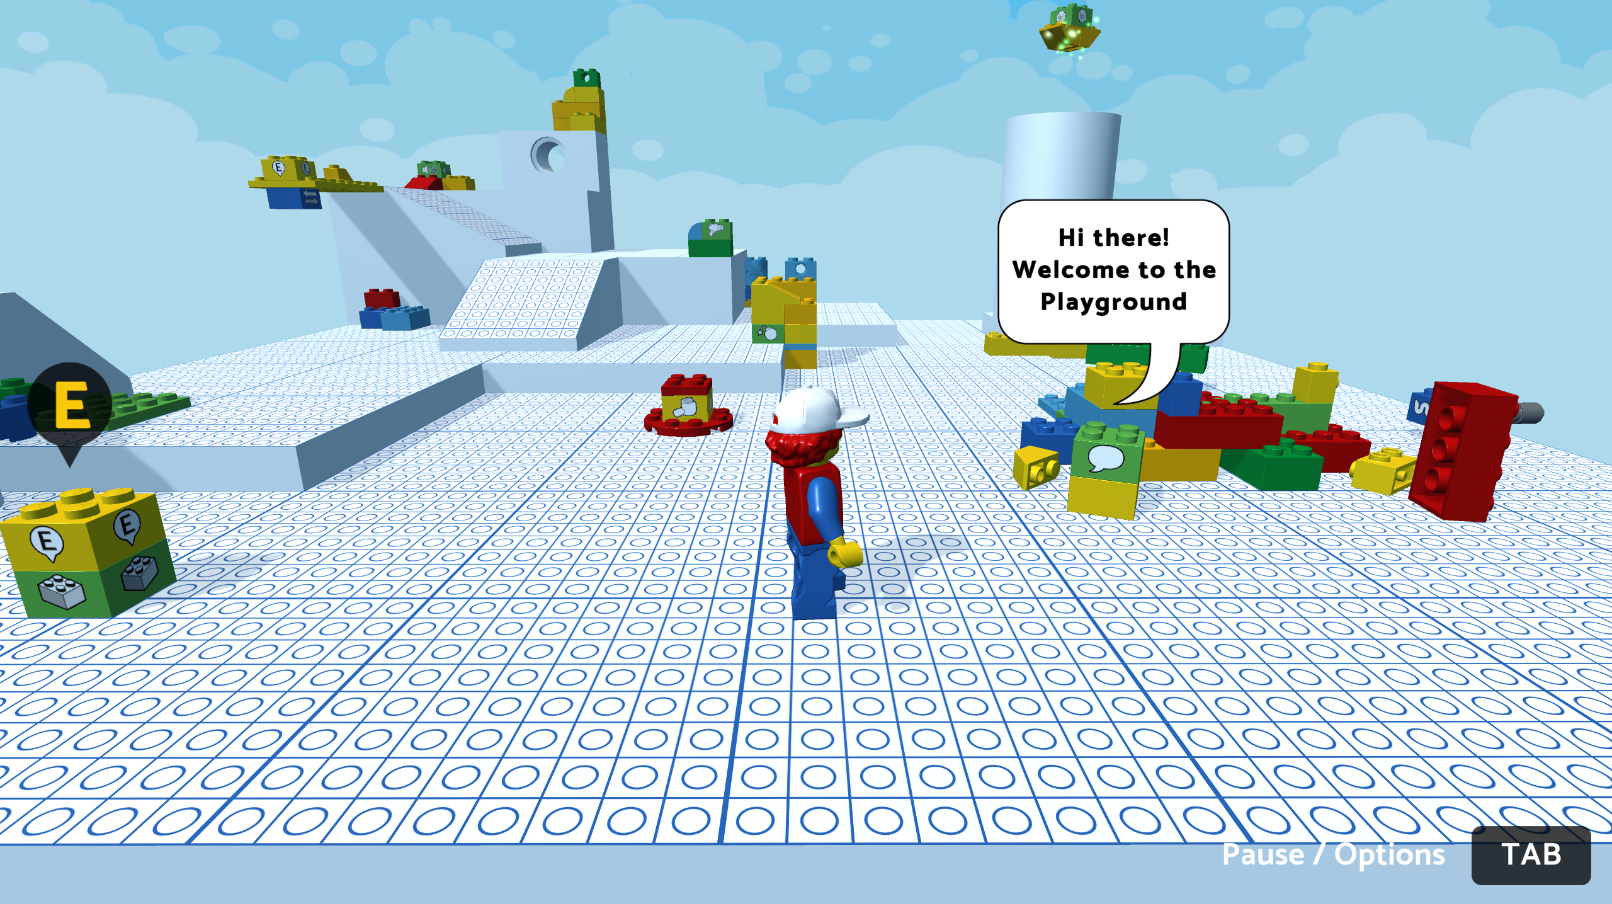 E
E
Hi there!
Welcome to the
Playground
E
S
E
E
Pause / Options
TAB